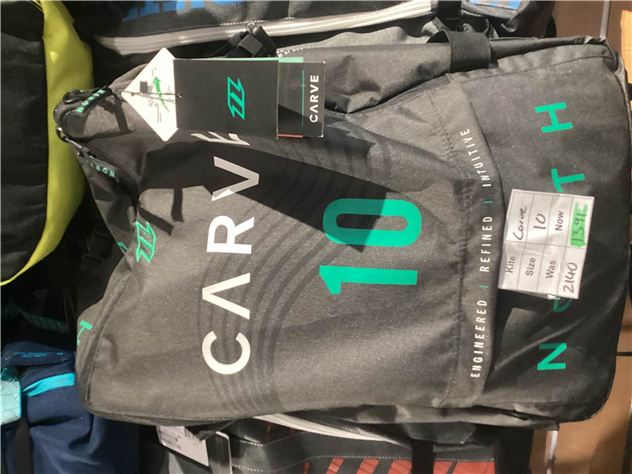 CARVE
CARVE
10
ENGINEERED | REFINED | INTUITIVE
NORTH
Kite Carve
Size 10
Was Now
2140 1391